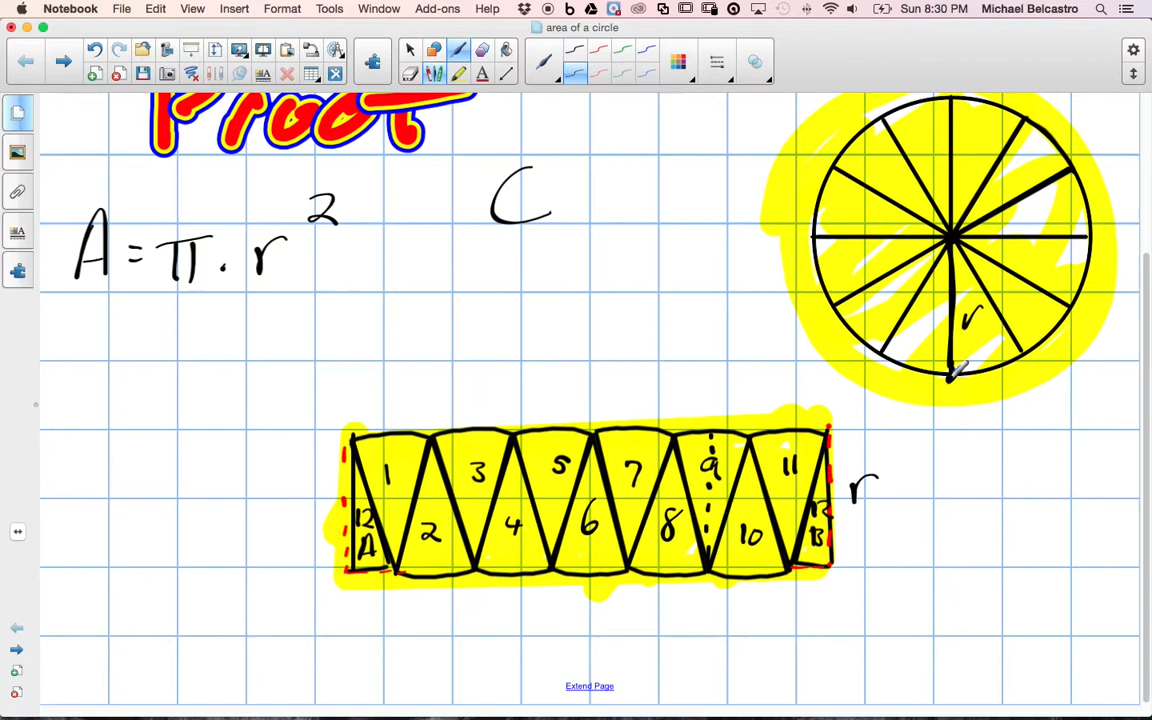 Notebook File Edit View Insert Format Tools Window Add-ons Help Sun 8:30 PM Michael Belcastro
area of a circle
Proof
A = π . r 2
C
r
1 3 5 7 9 11
r
12 A 2 4 6 8 10 12 B
Extend Page